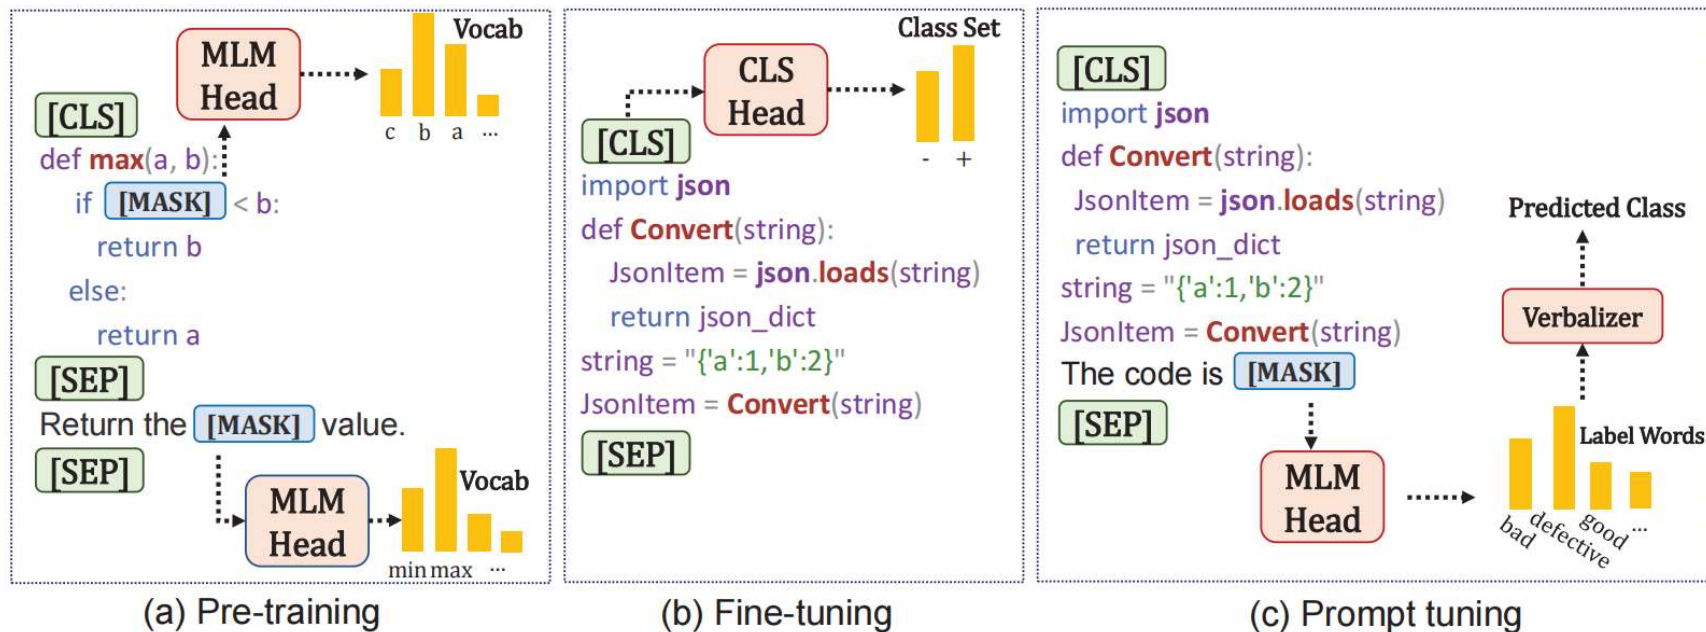 MLM
Head
Vocab
c b a ...
[CLS]
def max(a, b):
if [MASK] < b:
return b
else:
return a
[SEP]
Return the [MASK] value.
[SEP]
MLM
Head
Vocab
min max ...
(a) Pre-training
CLS
Head
Class Set
- +
[CLS]
import json
def Convert(string):
JsonItem = json.loads(string)
return json_dict
string = "{'a':1,'b':2}"
JsonItem = Convert(string)
[SEP]
(b) Fine-tuning
[CLS]
import json
def Convert(string):
JsonItem = json.loads(string)
return json_dict
string = "{'a':1,'b':2}"
JsonItem = Convert(string)
The code is [MASK]
[SEP]
MLM
Head
Predicted Class
Verbalizer
Label Words
bad defective good ...
(c) Prompt tuning